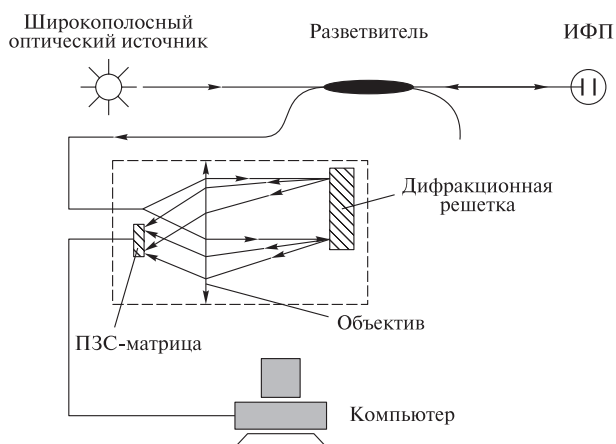 Широкополосный
оптический источник
Разветвитель
ИФП
Дифракционная
решетка
Объектив
ПЗС-матрица
Компьютер